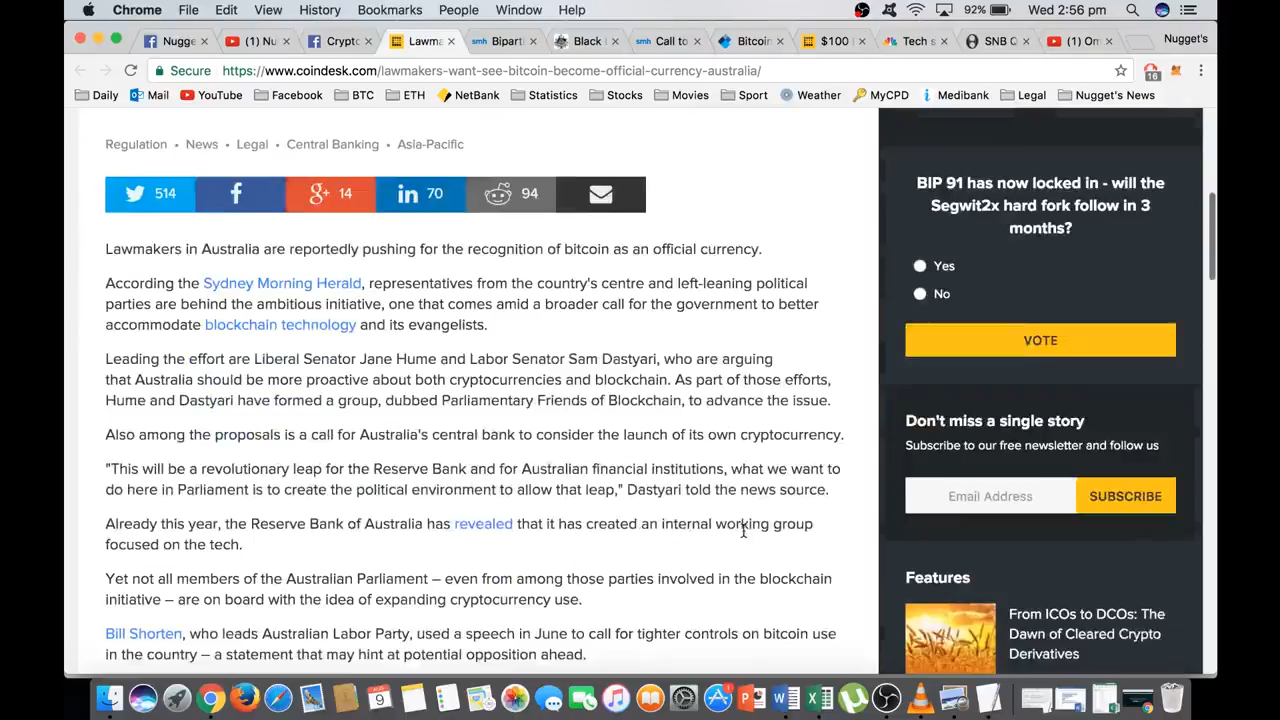 Chrome File Edit View History Bookmarks People Window Help 92% Wed 2:56 pm
Nugge (1) Nu Crypto Lawma Biparti Black Call to Bitcoin $100 Tech s SNB Q (1) Om Nugget's
Secure https://www.coindesk.com/lawmakers-want-see-bitcoin-become-official-currency-australia/ 16
Daily Mail YouTube Facebook BTC ETH NetBank Statistics Stocks Movies Sport Weather MyCPD Medibank Legal Nugget's News
Regulation • News • Legal • Central Banking • Asia-Pacific
514 14 70 94
Lawmakers in Australia are reportedly pushing for the recognition of bitcoin as an official currency.
According the Sydney Morning Herald, representatives from the country's centre and left-leaning political
parties are behind the ambitious initiative, one that comes amid a broader call for the government to better
accommodate blockchain technology and its evangelists.
Leading the effort are Liberal Senator Jane Hume and Labor Senator Sam Dastyari, who are arguing
that Australia should be more proactive about both cryptocurrencies and blockchain. As part of those efforts,
Hume and Dastyari have formed a group, dubbed Parliamentary Friends of Blockchain, to advance the issue.
Also among the proposals is a call for Australia's central bank to consider the launch of its own cryptocurrency.
"This will be a revolutionary leap for the Reserve Bank and for Australian financial institutions, what we want to
do here in Parliament is to create the political environment to allow that leap," Dastyari told the news source.
Already this year, the Reserve Bank of Australia has revealed that it has created an internal working group
focused on the tech.
Yet not all members of the Australian Parliament – even from among those parties involved in the blockchain
initiative – are on board with the idea of expanding cryptocurrency use.
Bill Shorten, who leads Australian Labor Party, used a speech in June to call for tighter controls on bitcoin use
in the country – a statement that may hint at potential opposition ahead.
BIP 91 has now locked in - will the
Segwit2x hard fork follow in 3
months?
Yes
No
VOTE
Don't miss a single story
Subscribe to our free newsletter and follow us
Email Address SUBSCRIBE
Features
From ICOs to DCOs: The
Dawn of Cleared Crypto
Derivatives